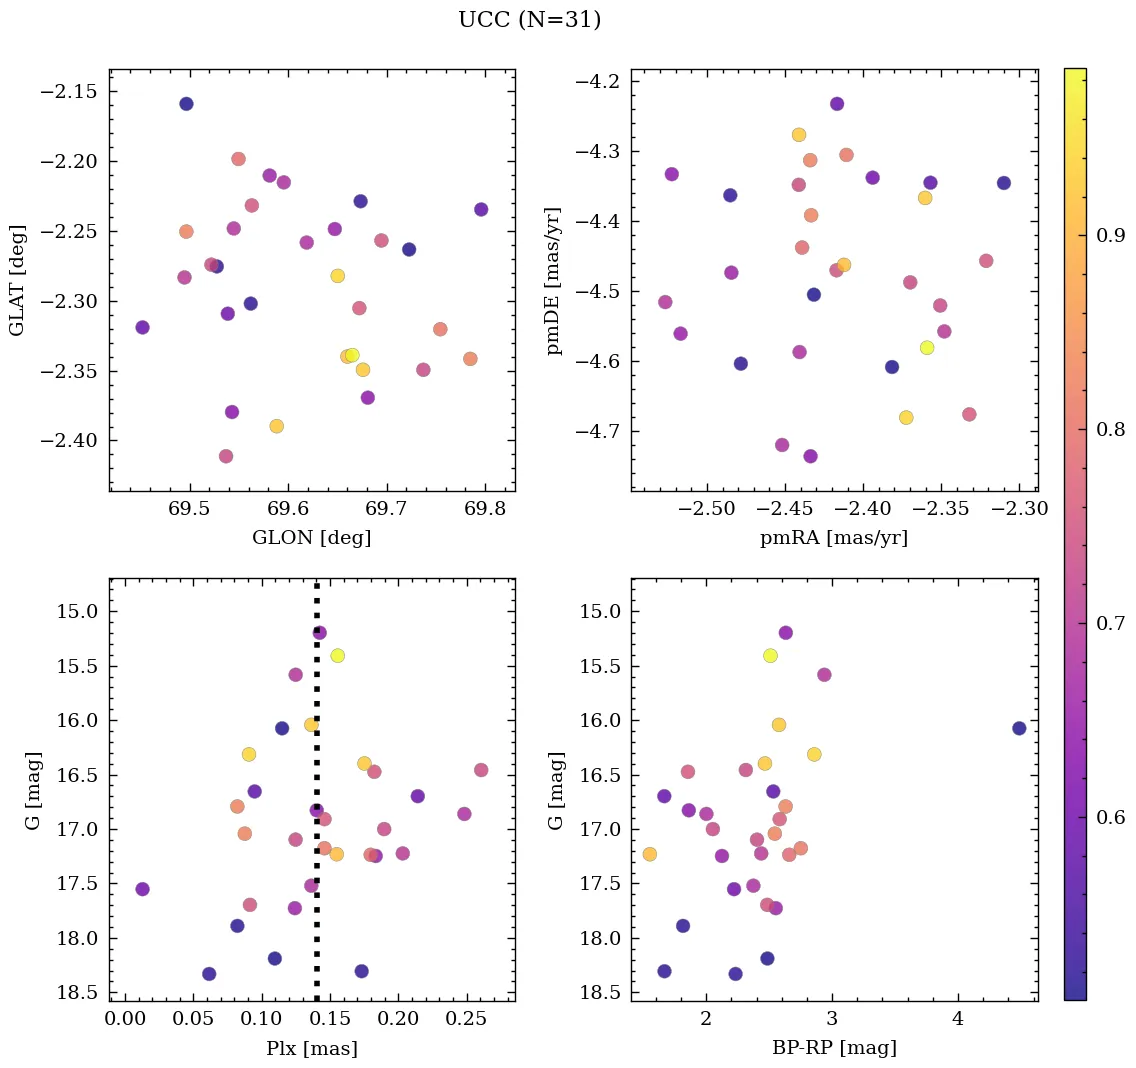 UCC (N=31)
−2.15
−2.20
−2.25
−2.30
−2.35
−2.40
GLAT [deg]
69.5 69.6 69.7 69.8
GLON [deg]
−4.2
−4.3
−4.4
−4.5
−4.6
−4.7
pmDE [mas/yr]
−2.50 −2.45 −2.40 −2.35 −2.30
pmRA [mas/yr]
15.0
15.5
16.0
16.5
17.0
17.5
18.0
18.5
G [mag]
0.00 0.05 0.10 0.15 0.20 0.25
Plx [mas]
15.0
15.5
16.0
16.5
17.0
17.5
18.0
18.5
G [mag]
2 3 4
BP-RP [mag]
0.9
0.8
0.7
0.6